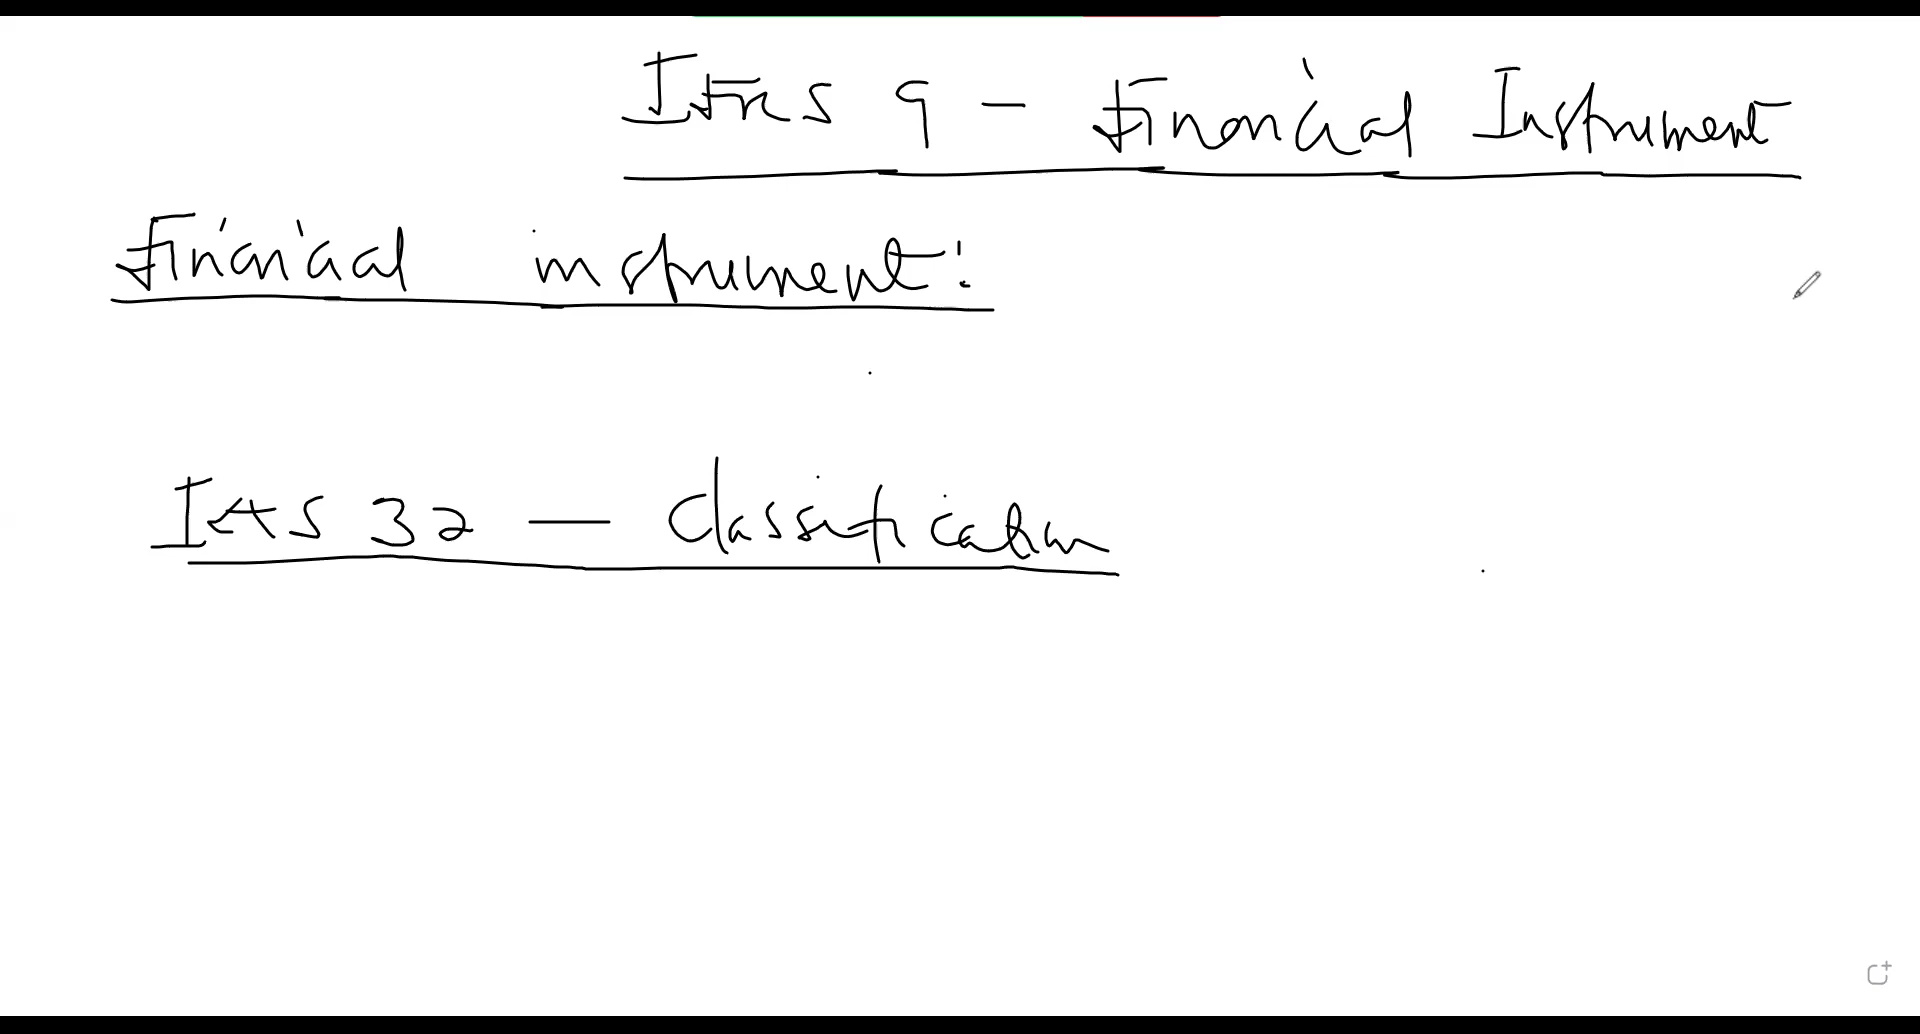 IFRS 9 - Financial Instrument
Financial instrument:
IAS 32 - Classification